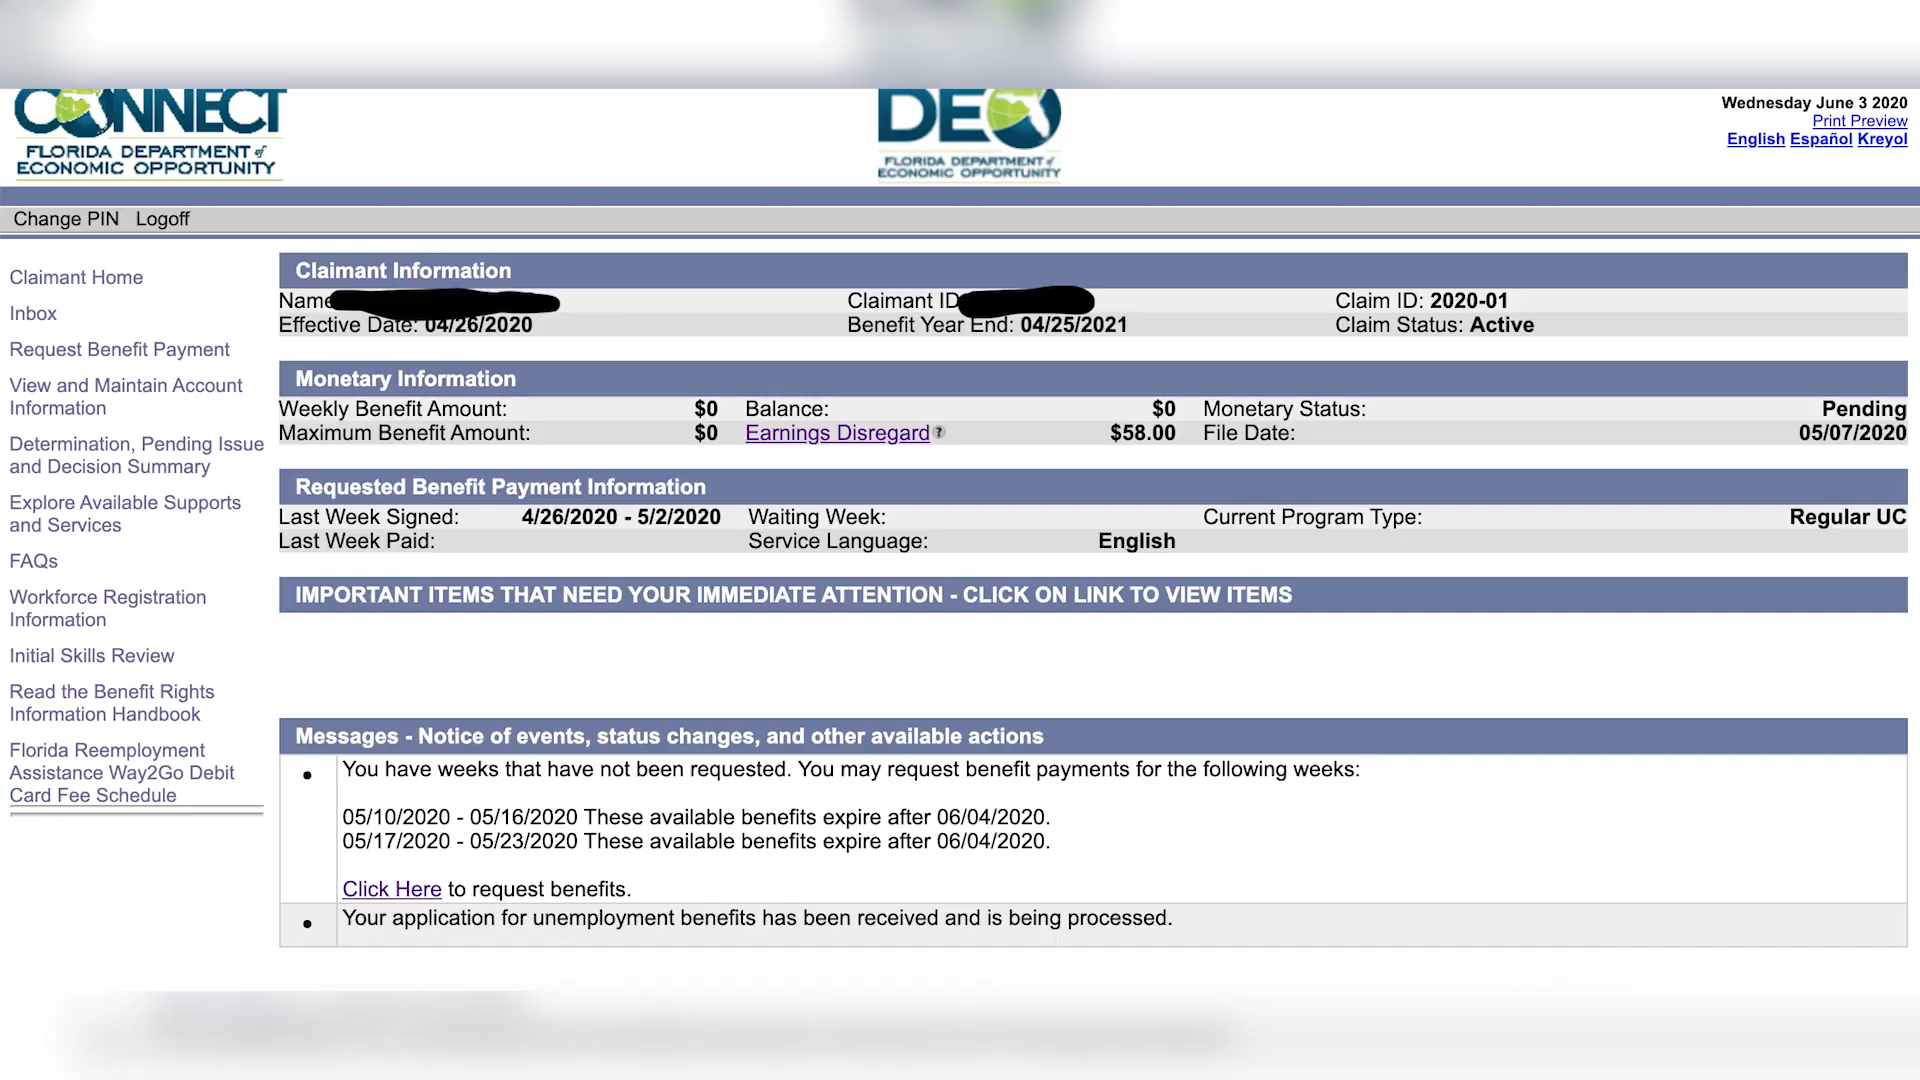 CONNECT
FLORIDA DEPARTMENT of
ECONOMIC OPPORTUNITY
DEO
FLORIDA DEPARTMENT of
ECONOMIC OPPORTUNITY
Wednesday June 3 2020
Print Preview
English Español Kreyol
Change PIN Logoff
Claimant Home
Inbox
Request Benefit Payment
View and Maintain Account
Information
Determination, Pending Issue
and Decision Summary
Explore Available Supports
and Services
FAQs
Workforce Registration
Information
Initial Skills Review
Read the Benefit Rights
Information Handbook
Florida Reemployment
Assistance Way2Go Debit
Card Fee Schedule
Claimant Information
Name Claimant ID Claim ID: 2020-01
Effective Date: 04/26/2020 Benefit Year End: 04/25/2021 Claim Status: Active
Monetary Information
Weekly Benefit Amount: $0 Balance: $0 Monetary Status: Pending
Maximum Benefit Amount: $0 Earnings Disregard ? $58.00 File Date: 05/07/2020
Requested Benefit Payment Information
Last Week Signed: 4/26/2020 - 5/2/2020 Waiting Week: Current Program Type: Regular UC
Last Week Paid: Service Language: English
IMPORTANT ITEMS THAT NEED YOUR IMMEDIATE ATTENTION - CLICK ON LINK TO VIEW ITEMS
Messages - Notice of events, status changes, and other available actions
• You have weeks that have not been requested. You may request benefit payments for the following weeks:
05/10/2020 - 05/16/2020 These available benefits expire after 06/04/2020.
05/17/2020 - 05/23/2020 These available benefits expire after 06/04/2020.
Click Here to request benefits.
• Your application for unemployment benefits has been received and is being processed.